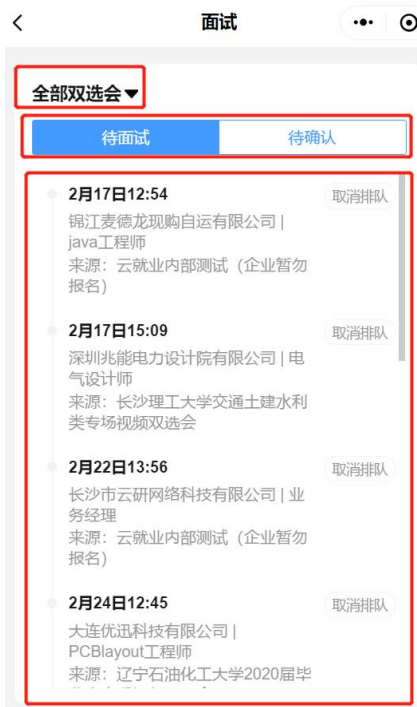 面试
全部双选会
待面试
待确认
2月17日12:54
取消排队
锦江麦德龙现购自运有限公司 |
java工程师
来源：云就业内部测试（企业暂勿
报名）
2月17日15:09
取消排队
深圳兆能电力设计院有限公司 | 电
气设计师
来源：长沙理工大学交通土建水利
类专场视频双选会
2月22日13:56
取消排队
长沙市云研网络科技有限公司 | 业
务经理
来源：云就业内部测试（企业暂勿
报名）
2月24日12:45
取消排队
大连优迅科技有限公司 |
PCBlayout工程师
来源：辽宁石油化工大学2020届毕